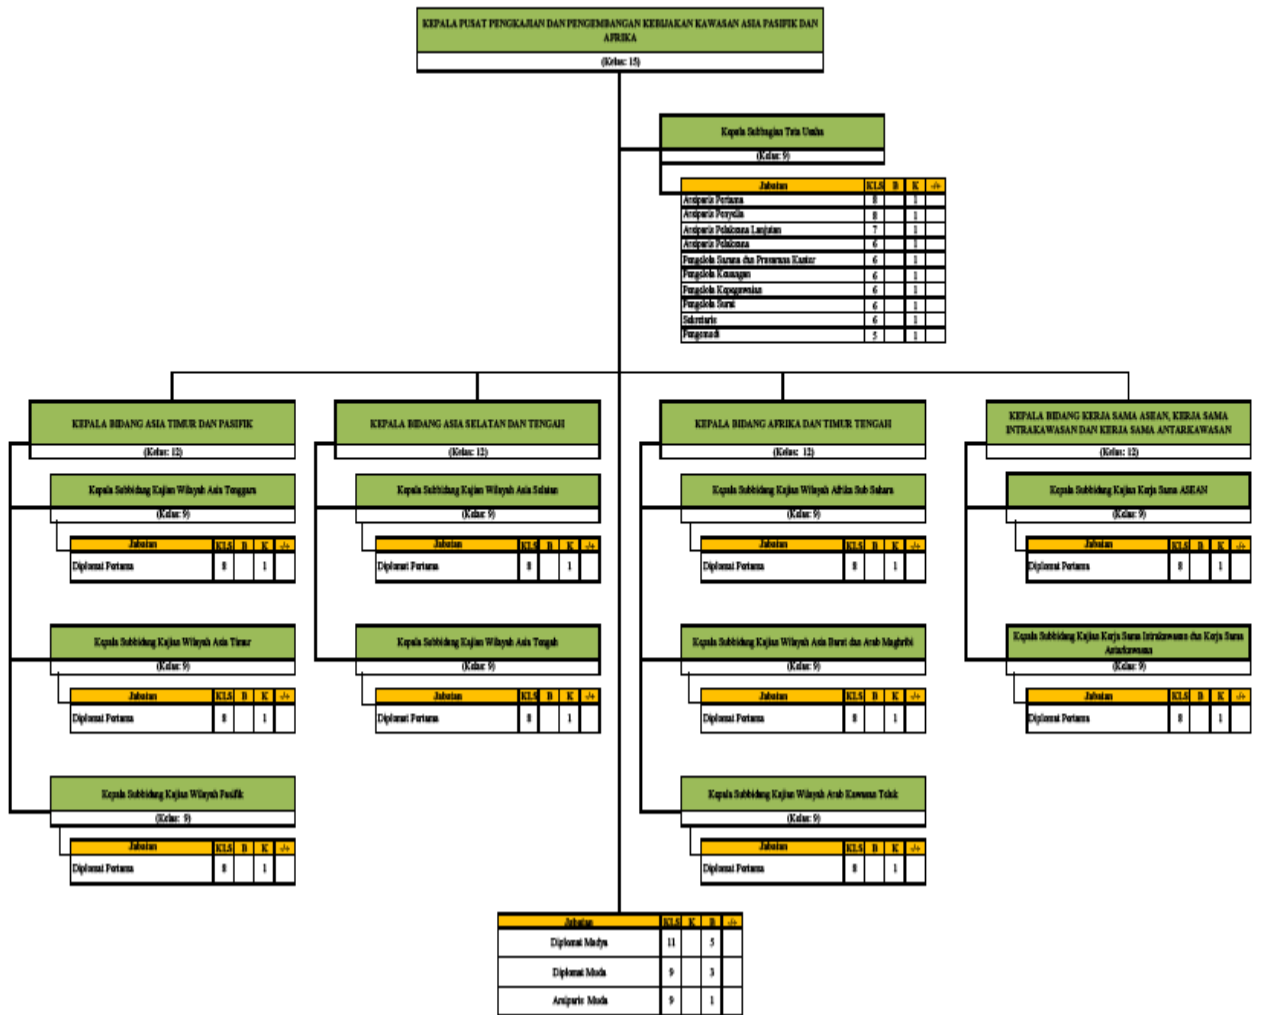 KEPALA PUSAT PENGKAJIAN DAN PENGEMBANGAN KEBIJAKAN KAWASAN ASIA PASIFIK DAN
AFRIKA
(Kelas: 15)
Kepala Subbagian Tata Usaha
(Kelas: 9)
Jabatan KLS B K -/+
Arsiparis Pertama 8 1
Arsiparis Penyelia 8 1
Arsiparis Pelaksana Lanjutan 7 1
Arsiparis Pelaksana 6 1
Pengelola Sarana dan Prasarana Kantor 6 1
Pengelola Keuangan 6 1
Pengelola Kepegawaian 6 1
Pengelola Surat 6 1
Sekretaris 6 1
Pengemudi 5 1
KEPALA BIDANG ASIA TIMUR DAN PASIFIK
(Kelas: 12)
Kepala Subbidang Kajian Wilayah Asia Tenggara
(Kelas: 9)
Jabatan KLS B K -/+
Diplomat Pertama 8 1
Kepala Subbidang Kajian Wilayah Asia Timur
(Kelas: 9)
Jabatan KLS B K -/+
Diplomat Pertama 8 1
Kepala Subbidang Kajian Wilayah Pasifik
(Kelas: 9)
Jabatan KLS B K -/+
Diplomat Pertama 8 1
KEPALA BIDANG ASIA SELATAN DAN TENGAH
(Kelas: 12)
Kepala Subbidang Kajian Wilayah Asia Selatan
(Kelas: 9)
Jabatan KLS B K -/+
Diplomat Pertama 8 1
Kepala Subbidang Kajian Wilayah Asia Tengah
(Kelas: 9)
Jabatan KLS B K -/+
Diplomat Pertama 8 1
KEPALA BIDANG AFRIKA DAN TIMUR TENGAH
(Kelas: 12)
Kepala Subbidang Kajian Wilayah Afrika Sub Sahara
(Kelas: 9)
Jabatan KLS B K -/+
Diplomat Pertama 8 1
Kepala Subbidang Kajian Wilayah Asia Barat dan Arab Maghribi
(Kelas: 9)
Jabatan KLS B K -/+
Diplomat Pertama 8 1
Kepala Subbidang Kajian Wilayah Arab Kawasan Teluk
(Kelas: 9)
Jabatan KLS B K -/+
Diplomat Pertama 8 1
KEPALA BIDANG KERJA SAMA ASEAN, KERJA SAMA
INTRAKAWASAN DAN KERJA SAMA ANTARKAWASAN
(Kelas: 12)
Kepala Subbidang Kajian Kerja Sama ASEAN
(Kelas: 9)
Jabatan KLS B K -/+
Diplomat Pertama 8 1
Kepala Subbidang Kajian Kerja Sama Intrakawasan dan Kerja Sama
Antarkawasan
(Kelas: 9)
Jabatan KLS B K -/+
Diplomat Pertama 8 1
Jabatan KLS K B -/+
Diplomat Madya 11 5
Diplomat Muda 9 3
Arsiparis Muda 9 1